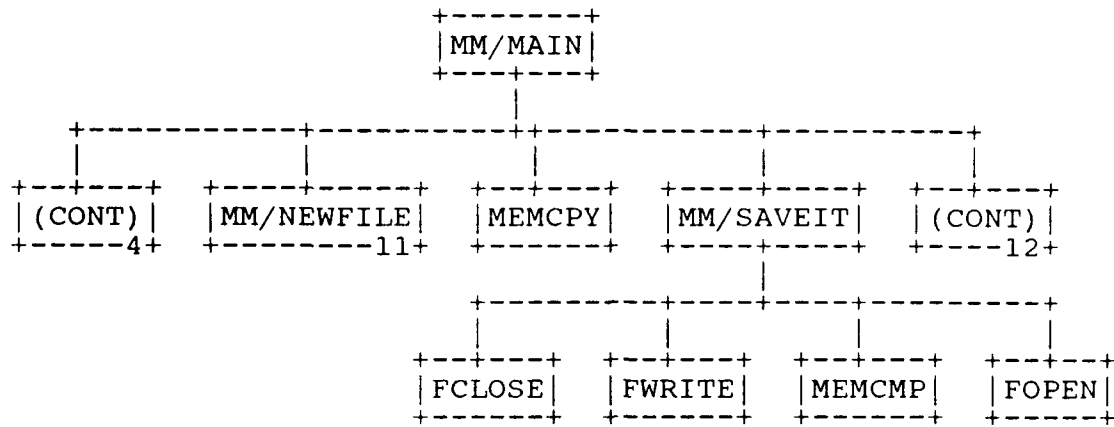 MM/MAIN
(CONT) MM/NEWFILE MEMCPY MM/SAVEIT (CONT)
4 11 12
FCLOSE FWRITE MEMCMP FOPEN